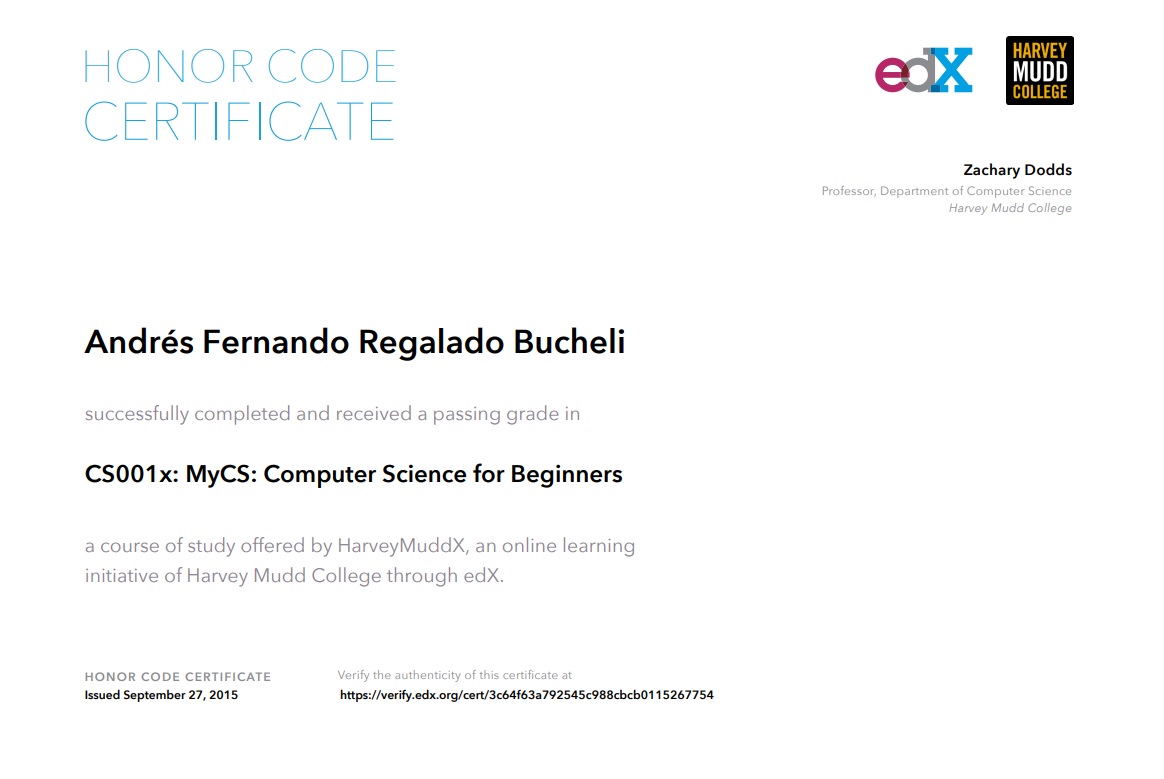 HONOR CODE
CERTIFICATE
edX
HARVEY
MUDD
COLLEGE
Zachary Dodds
Professor, Department of Computer Science
Harvey Mudd College
Andrés Fernando Regalado Bucheli
successfully completed and received a passing grade in
CS001x: MyCS: Computer Science for Beginners
a course of study offered by HarveyMuddX, an online learning
initiative of Harvey Mudd College through edX.
HONOR CODE CERTIFICATE
Issued September 27, 2015
Verify the authenticity of this certificate at
https://verify.edx.org/cert/3c64f63a792545c988cbcb0115267754